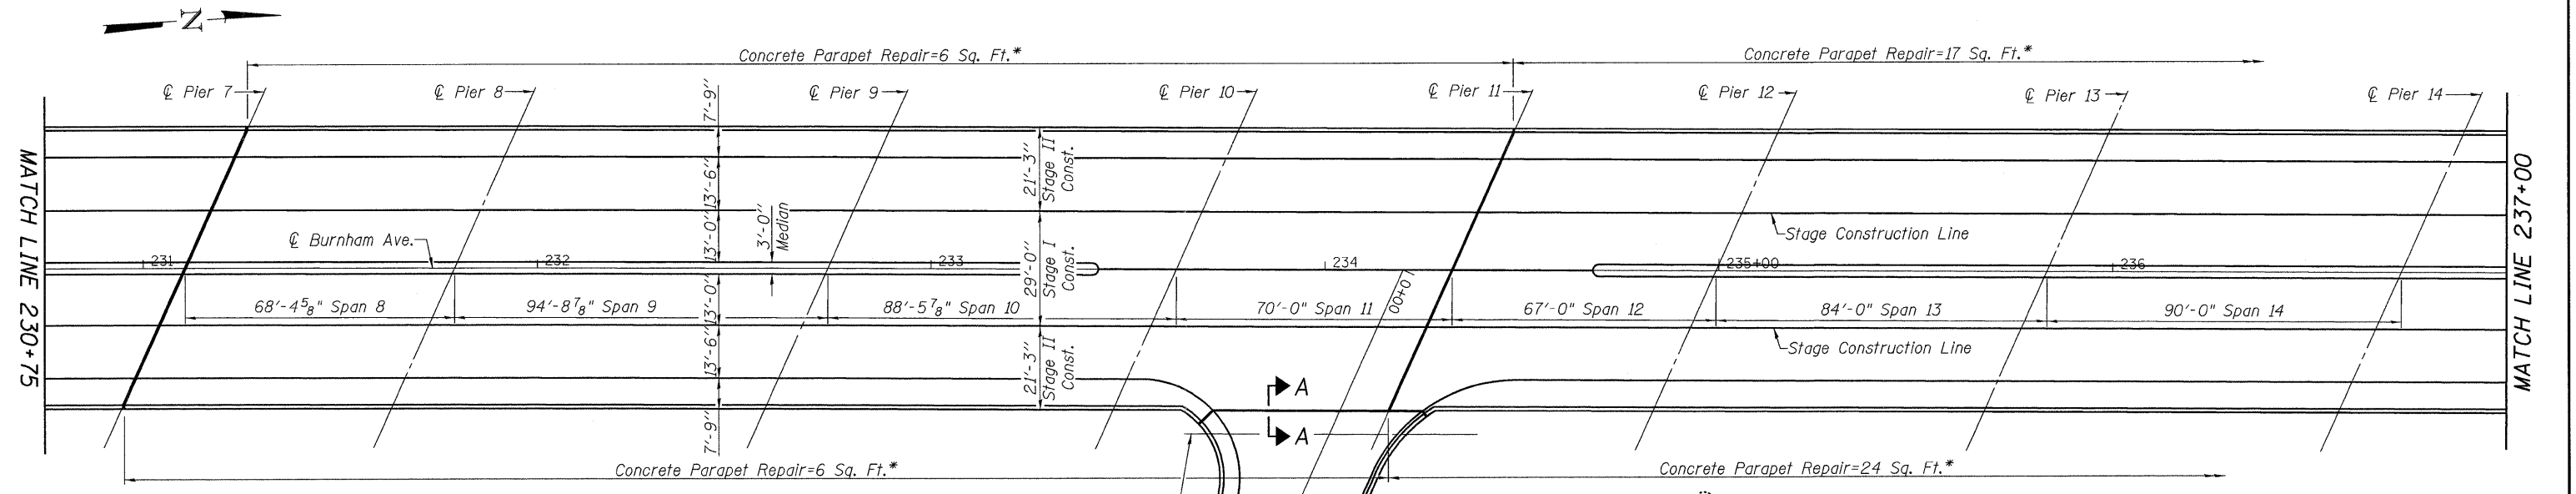 N
Concrete Parapet Repair=6 Sq. Ft.*
Concrete Parapet Repair=17 Sq. Ft.*
℄ Pier 7
℄ Pier 8
℄ Pier 9
℄ Pier 10
℄ Pier 11
℄ Pier 12
℄ Pier 13
℄ Pier 14
7'-9"
13'-6"
13'-0"
3'-0"
Median
21'-3"
Stage II
Const.
MATCH LINE 230+75
MATCH LINE 237+00
℄ Burnham Ave.
Stage Construction Line
231
232
233
234
235+00
236
29'-0"
Stage I
Const.
00+07
68'-4⅝" Span 8
94'-8⅞" Span 9
13'-0"
88'-5⅞" Span 10
70'-0" Span 11
67'-0" Span 12
84'-0" Span 13
90'-0" Span 14
Stage Construction Line
13'-6"
21'-3"
Stage II
Const.
A
A
7'-9"
Concrete Parapet Repair=6 Sq. Ft.*
Concrete Parapet Repair=24 Sq. Ft.*